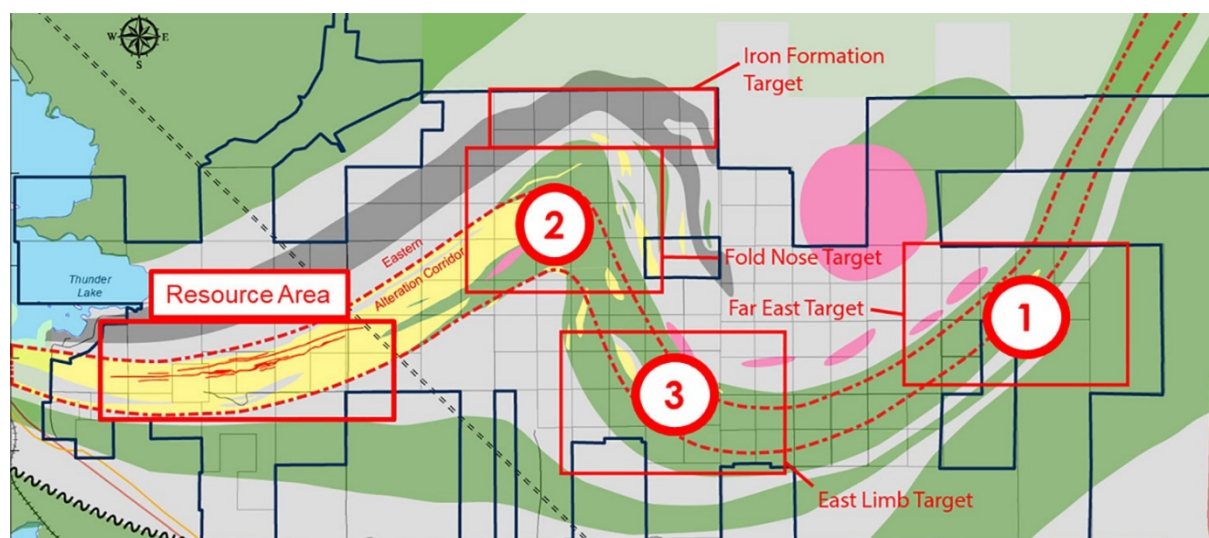 N
W
E
S
Iron Formation
Target
2
Eastern
Alteration Corridor
Fold Nose Target
Thunder
Lake
Resource Area
Far East Target
1
3
East Limb Target